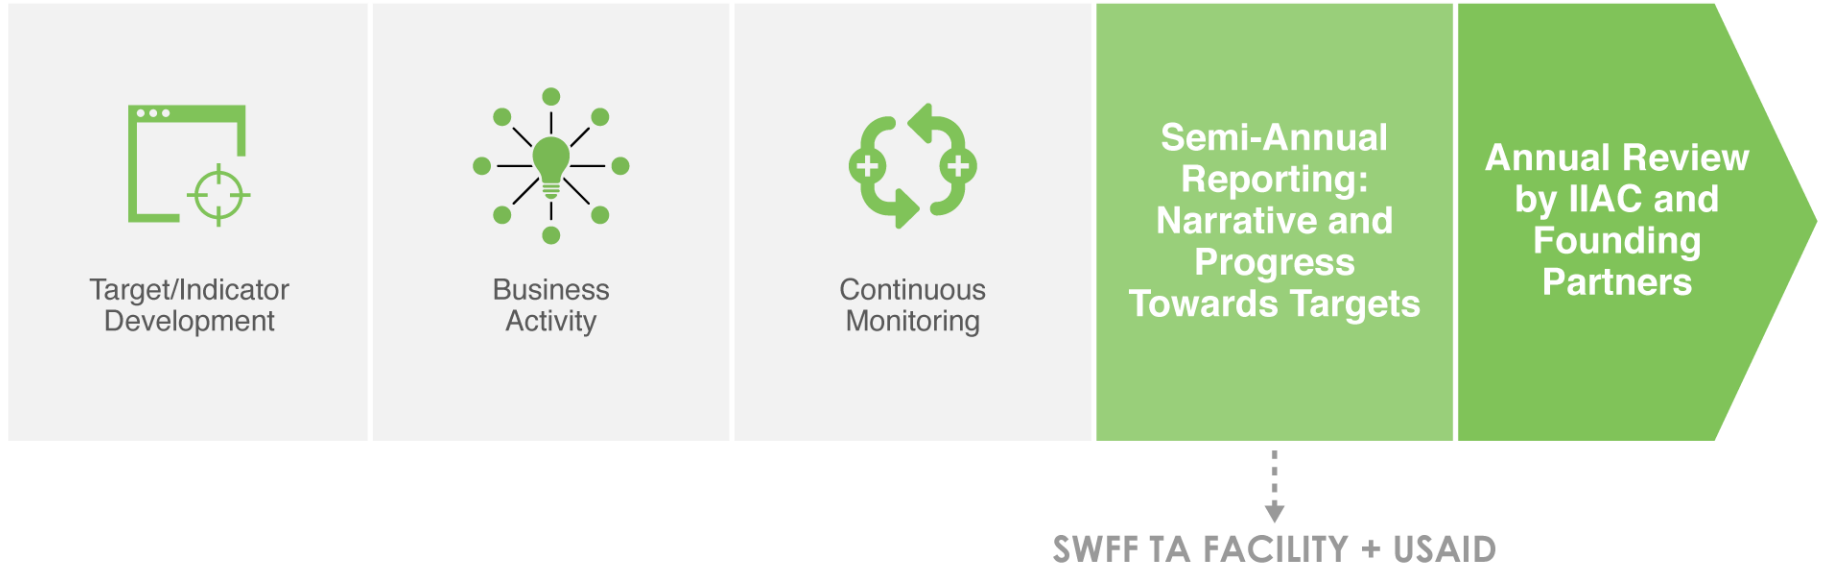 Target/Indicator
Development
Business
Activity
Continuous
Monitoring
Semi-Annual
Reporting:
Narrative and
Progress
Towards Targets
Annual Review
by IIAC and
Founding
Partners
SWFF TA FACILITY + USAID